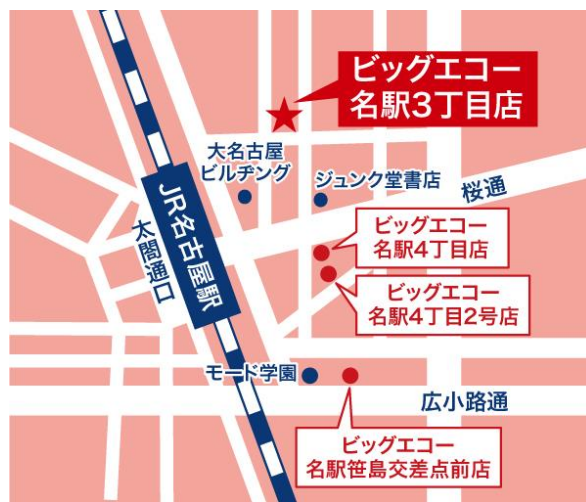 ビッグエコー
名駅3丁目店
大名古屋
ビルヂング
ジュンク堂書店
桜通
JR名古屋駅
太閤通口
ビッグエコー
名駅4丁目店
ビッグエコー
名駅4丁目2号店
モード学園
広小路通
ビッグエコー
名駅笹島交差点前店